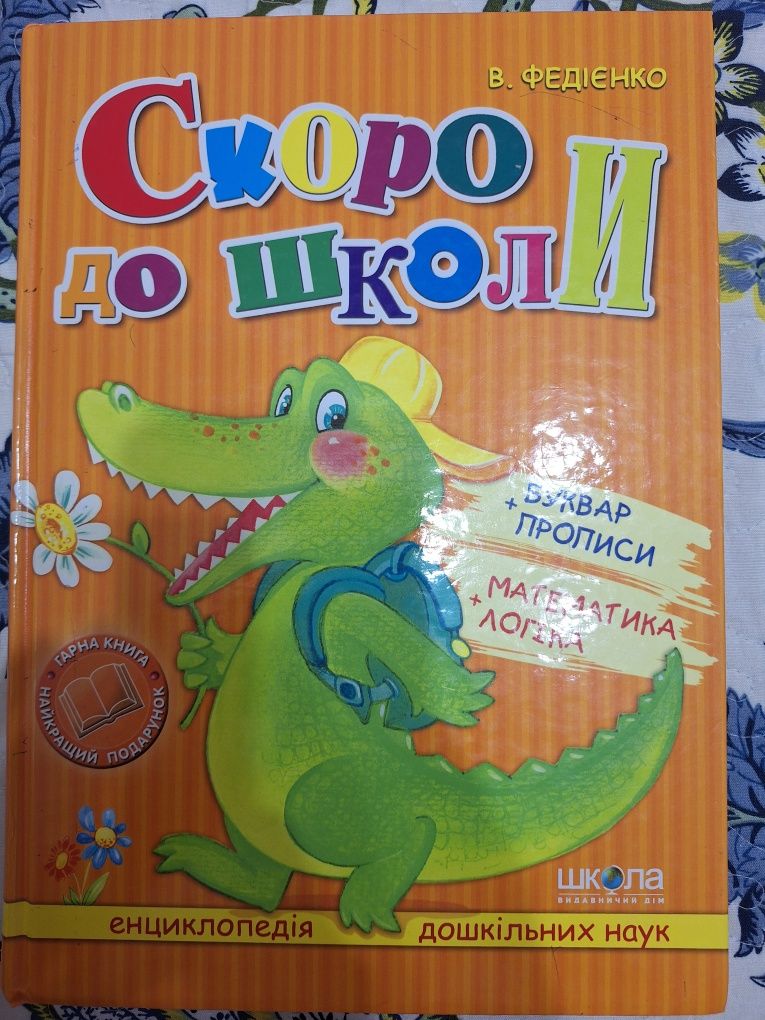 В. ФЕДІЄНКО
Скоро
до школи
БУКВАР
+ ПРОПИСИ
МАТЕМАТИКА
+ ЛОГІКА
ГАРНА КНИГА
НАЙКРАЩИЙ ПОДАРУНОК
ШКОЛА
ВИДАВНИЧИЙ ДІМ
енциклопедія дошкільних наук